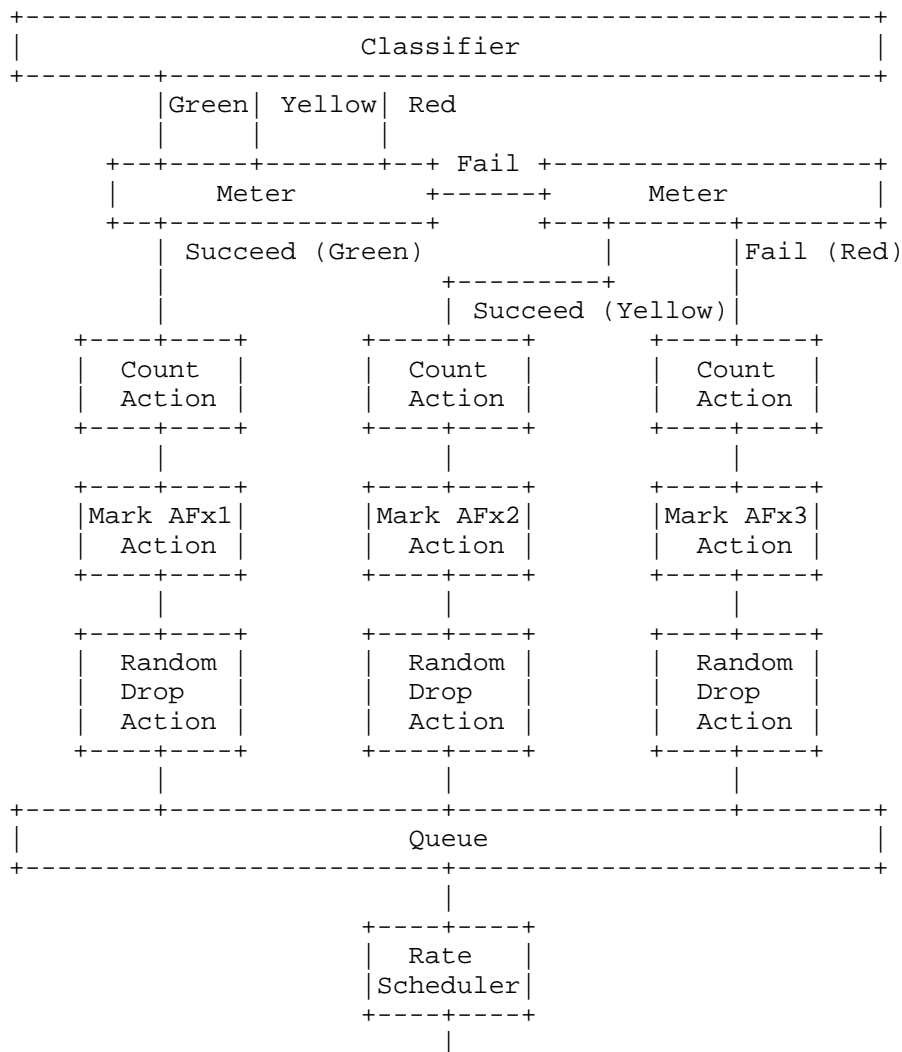 Classifier
Green Yellow Red
Fail
Meter Meter
Succeed (Green) Fail (Red)
Succeed (Yellow)
Count Count Count
Action Action Action
Mark AFx1 Mark AFx2 Mark AFx3
Action Action Action
Random Random Random
Drop Drop Drop
Action Action Action
Queue
Rate
Scheduler